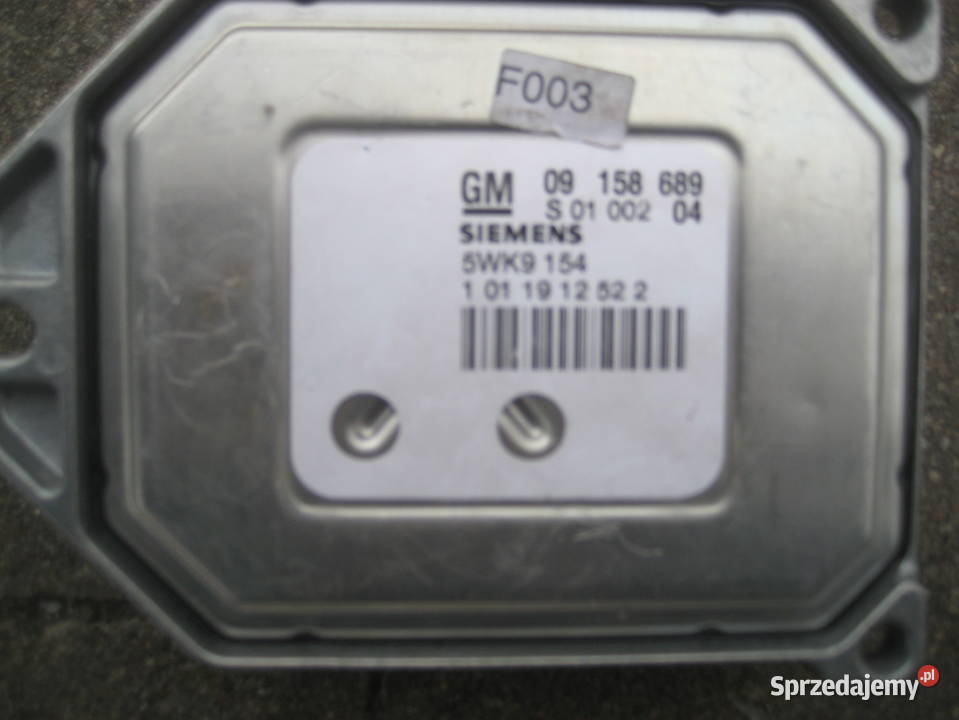 F003
GM 09 158 689
S 01 002 04
SIEMENS
5WK9 154
1 01 19 12 52 2
Sprzedajemy.pl